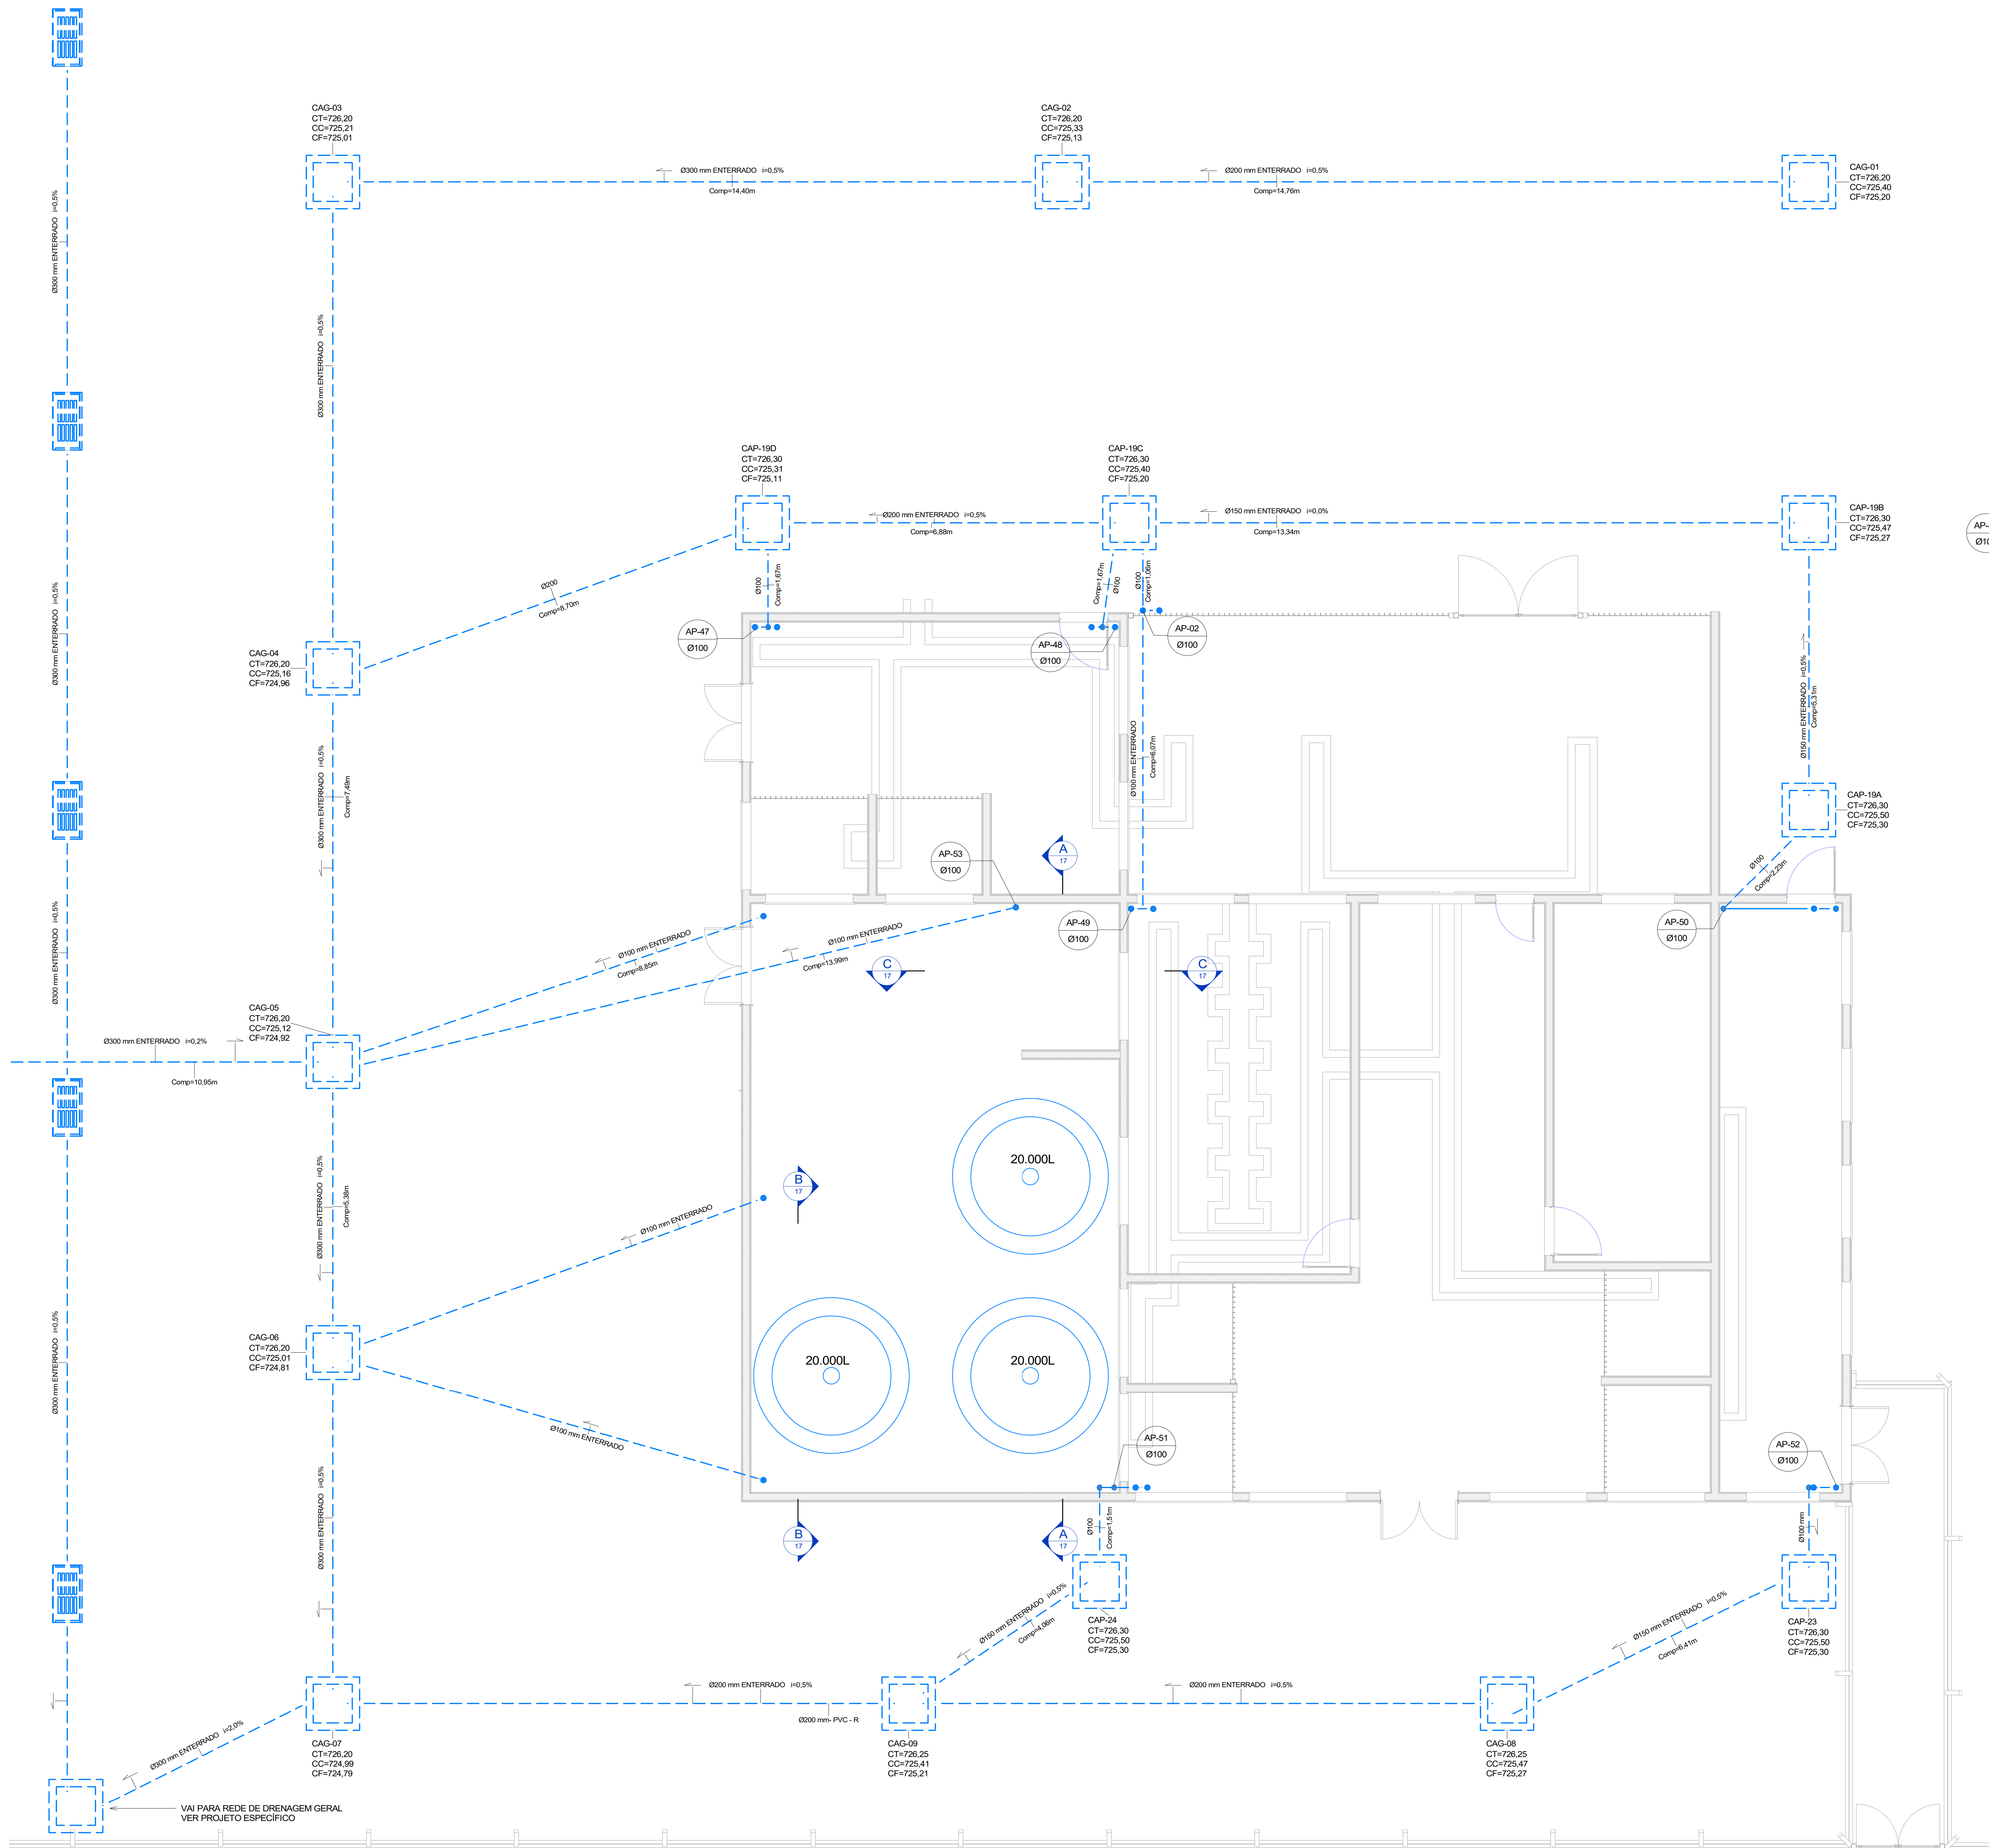 CAG-03
CT=726,20
CC=725,21
CF=725,01
CAG-02
CT=726,20
CC=725,33
CF=725,13
CAG-01
CT=726,20
CC=725,40
CF=725,20
Ø300 mm ENTERRADO i=0,5%
Comp=14,40m
Ø200 mm ENTERRADO i=0,5%
Comp=14,76m
Ø300 mm ENTERRADO i=0,5%
Ø300 mm ENTERRADO i=0,5%
CAP-19D
CT=726,30
CC=725,31
CF=725,11
CAP-19C
CT=726,30
CC=725,40
CF=725,20
CAP-19B
CT=726,30
CC=725,47
CF=725,27
Ø200 mm ENTERRADO i=0,5%
Comp=6,88m
Ø150 mm ENTERRADO i=0,0%
Comp=13,34m
Ø200
Comp=8,70m
Ø100
Comp=1,67m
Comp=1,67m
Ø100
Ø100
Comp=1,06m
AP-47
Ø100
AP-48
Ø100
AP-02
Ø100
Ø300 mm ENTERRADO i=0,5%
CAG-04
CT=726,20
CC=725,16
CF=724,96
Ø150 mm ENTERRADO i=0,5%
Comp=5,31m
Ø300 mm ENTERRADO i=0,5%
Comp=7,49m
Ø100 mm ENTERRADO
Comp=6,07m
CAP-19A
CT=726,30
CC=725,50
CF=725,30
Ø100
Comp=2,23m
AP-53
Ø100
A
17
AP-49
Ø100
AP-50
Ø100
Ø300 mm ENTERRADO i=0,5%
Ø100 mm ENTERRADO
Comp=8,85m
Ø100 mm ENTERRADO
Comp=13,99m
C
17
C
17
CAG-05
CT=726,20
CC=725,12
CF=724,92
Ø300 mm ENTERRADO i=0,2%
Comp=10,95m
Ø300 mm ENTERRADO i=0,5%
Comp=5,38m
B
17
20.000L
Ø100 mm ENTERRADO
CAG-06
CT=726,20
CC=725,01
CF=724,81
20.000L
20.000L
Ø300 mm ENTERRADO i=0,5%
Ø100 mm ENTERRADO
AP-51
Ø100
AP-52
Ø100
Ø300 mm ENTERRADO i=0,5%
B
17
A
17
Ø100
Comp=1,51m
Ø100 mm
Ø150 mm ENTERRADO i=0,5%
Comp=4,06m
CAP-24
CT=726,30
CC=725,50
CF=725,30
Ø150 mm ENTERRADO i=0,5%
Comp=6,41m
CAP-23
CT=726,30
CC=725,50
CF=725,30
Ø200 mm ENTERRADO i=0,5%
Ø200 mm- PVC - R
Ø200 mm ENTERRADO i=0,5%
Ø300 mm ENTERRADO i=2,0%
CAG-07
CT=726,20
CC=724,99
CF=724,79
CAG-09
CT=726,25
CC=725,41
CF=725,21
CAG-08
CT=726,25
CC=725,47
CF=725,27
VAI PARA REDE DE DRENAGEM GERAL
VER PROJETO ESPECÍFICO